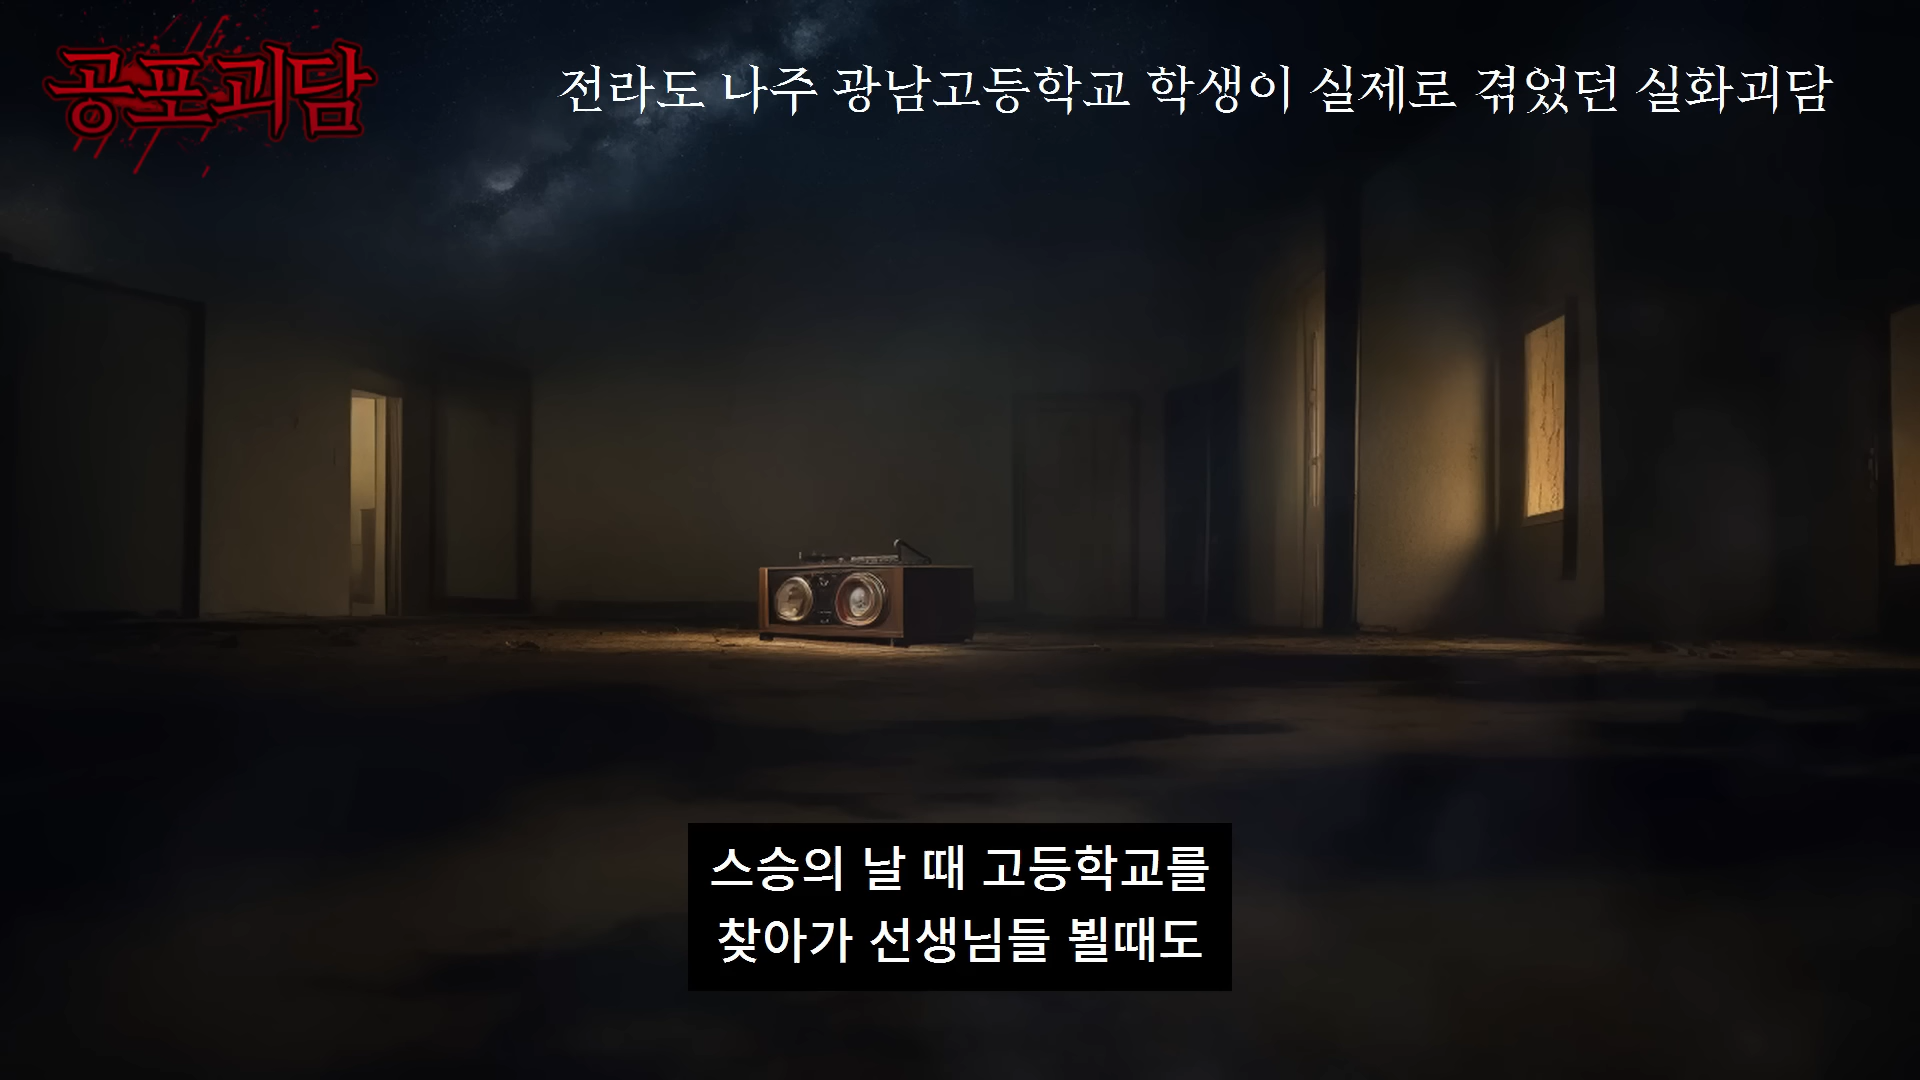 공포괴담
전라도 나주 광남고등학교 학생이 실제로 겪었던 실화괴담
스승의 날 때 고등학교를
찾아가 선생님들 뵐때도